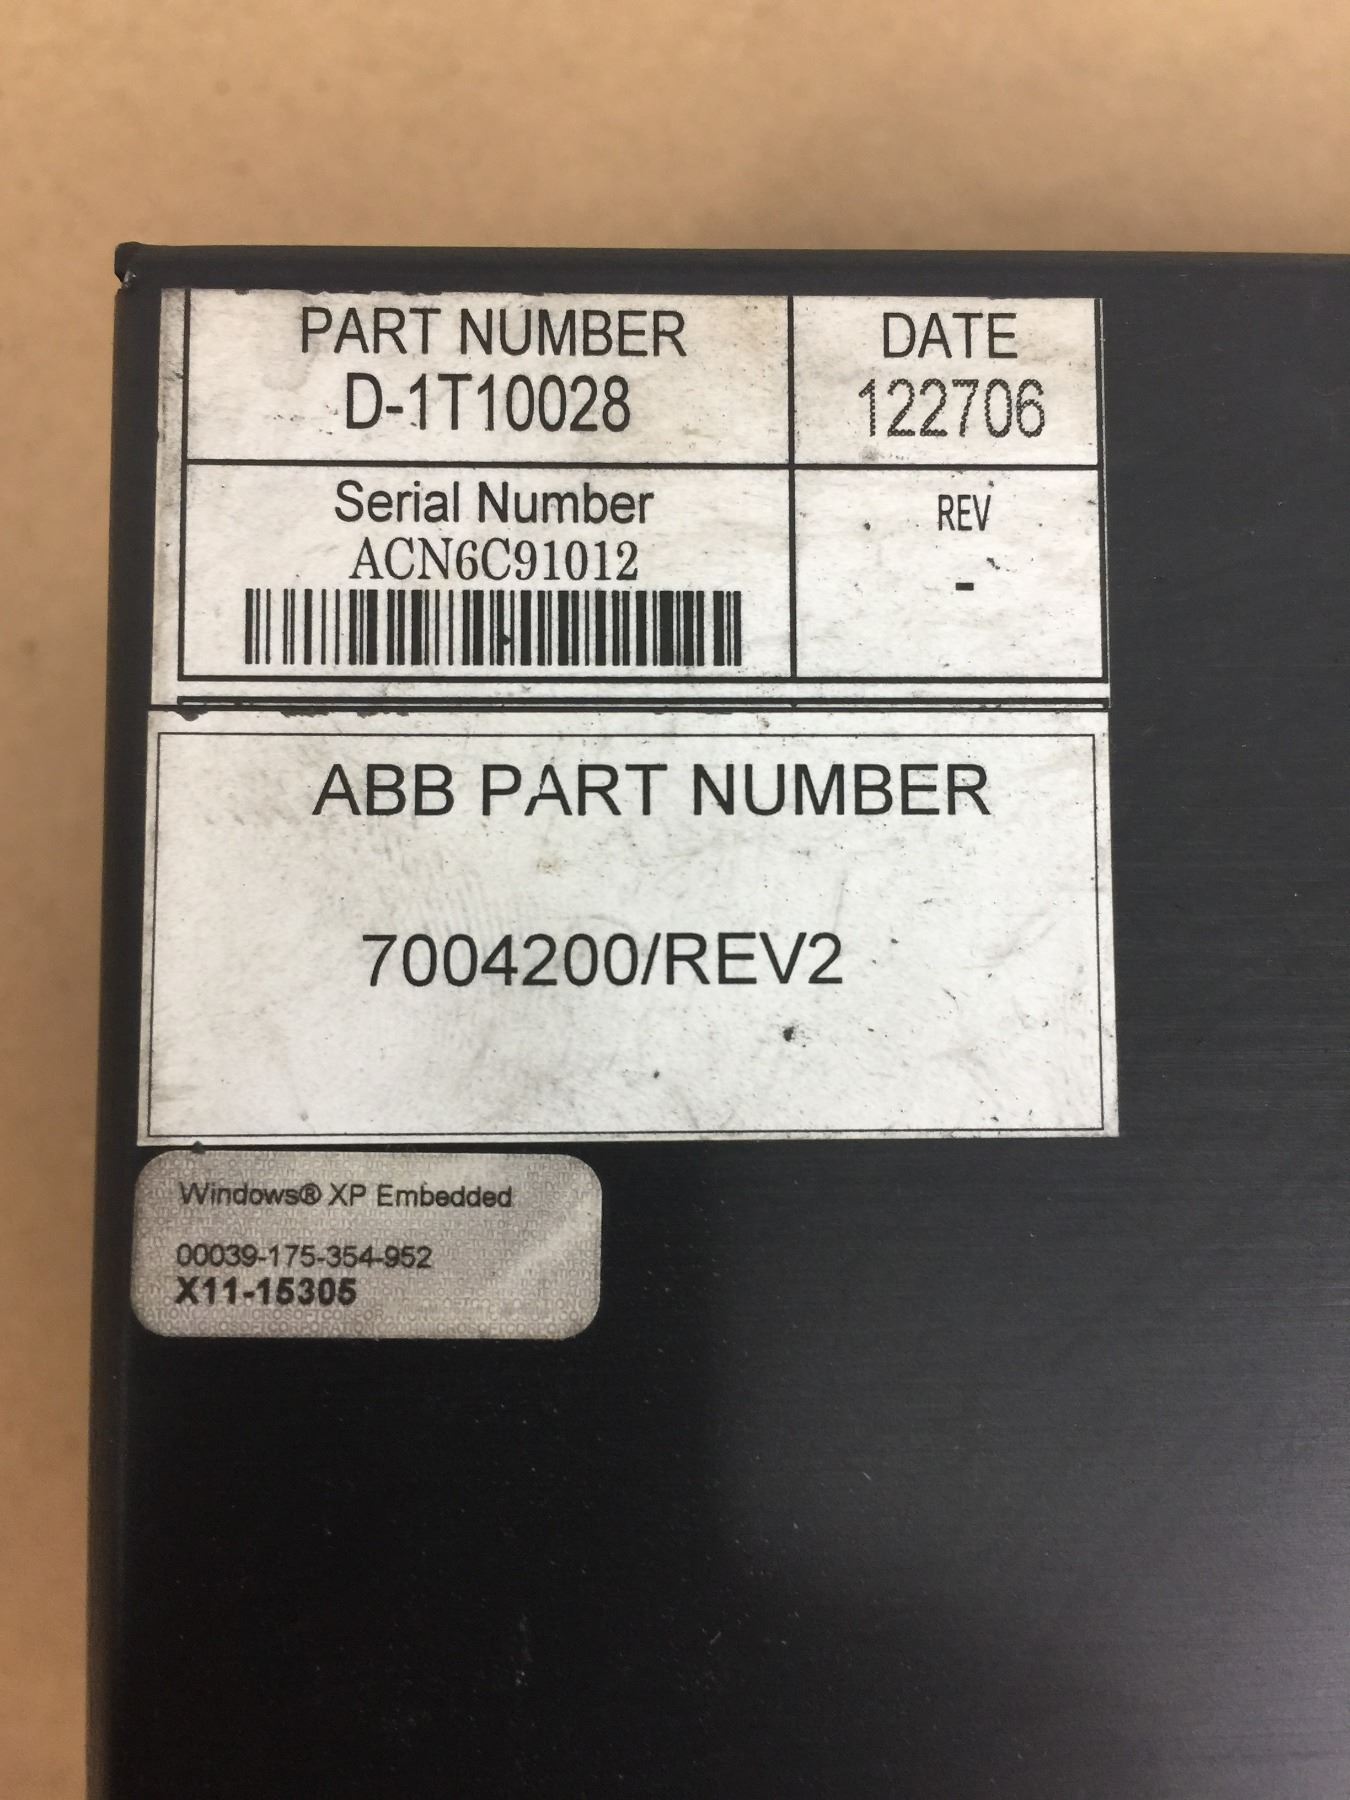 PART NUMBER
D-1T10028
DATE
122706
Serial Number
ACN6C91012
REV
-
ABB PART NUMBER
7004200/REV2
Windows® XP Embedded
00039-175-354-952
X11-15305